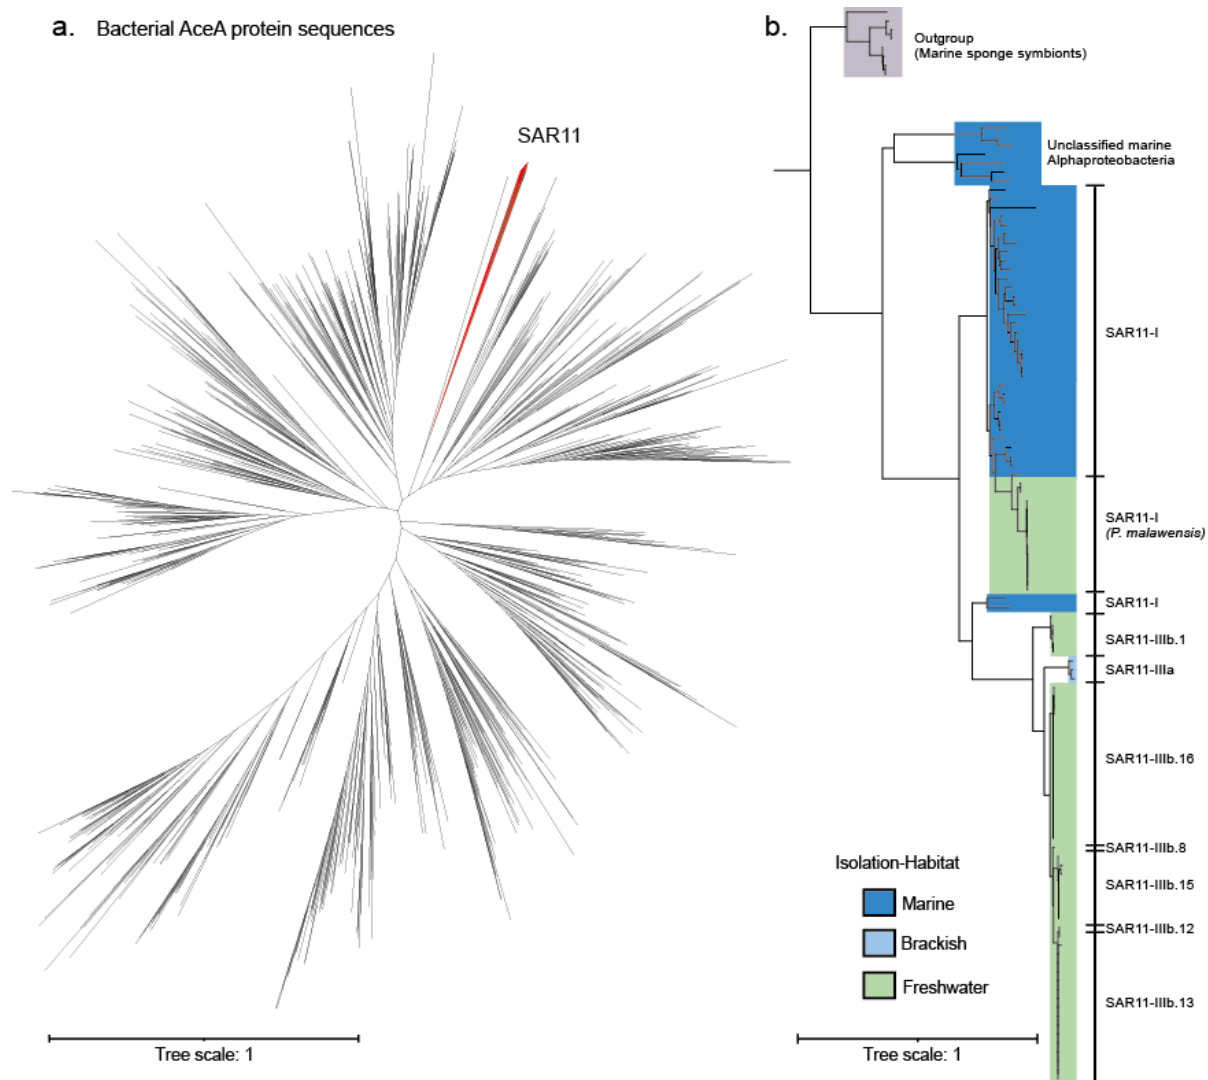 a. Bacterial AceA protein sequences
SAR11
Tree scale: 1
b.
Outgroup
(Marine sponge symbionts)
Unclassified marine
Alphaproteobacteria
SAR11-I
SAR11-I
(P. malawensis)
SAR11-I
SAR11-IIIb.1
SAR11-IIIa
SAR11-IIIb.16
SAR11-IIIb.8
SAR11-IIIb.15
SAR11-IIIb.12
SAR11-IIIb.13
Isolation-Habitat
Marine
Brackish
Freshwater
Tree scale: 1